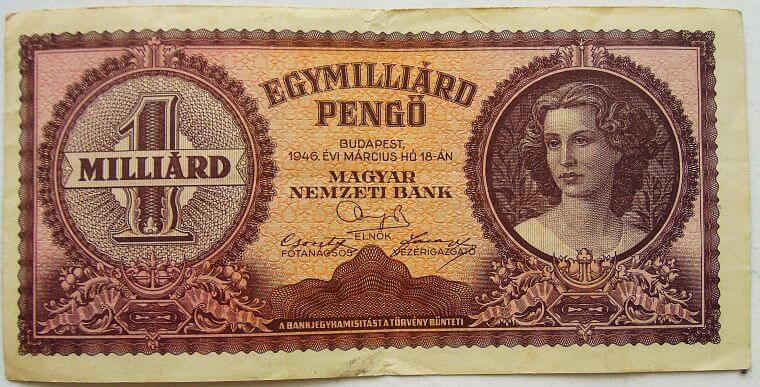 EGYMILLIÁRD
PENGŐ
1
MILLIÁRD
BUDAPEST,
1946. ÉVI MÁRCIUS HÓ 18-ÁN
MAGYAR
NEMZETI BANK
ELNÖK
FŐTANÁCSOS
VEZÉRIGAZGATÓ
A BANKJEGYHAMISÍTÁST A TÖRVÉNY BÜNTETI